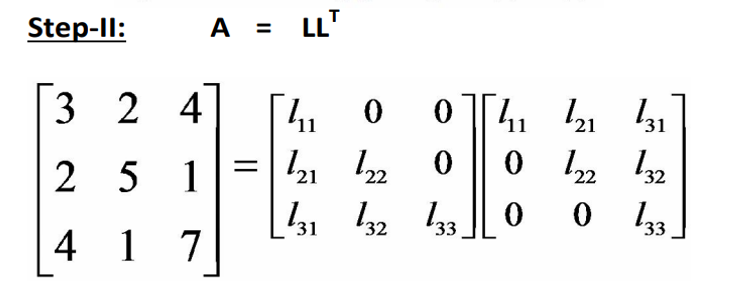 Step-II: A = LLᵀ
3 2 4   l₁₁ 0 0   l₁₁ l₂₁ l₃₁
2 5 1 = l₂₁ l₂₂ 0   0 l₂₂ l₃₂
4 1 7   l₃₁ l₃₂ l₃₃   0 0 l₃₃